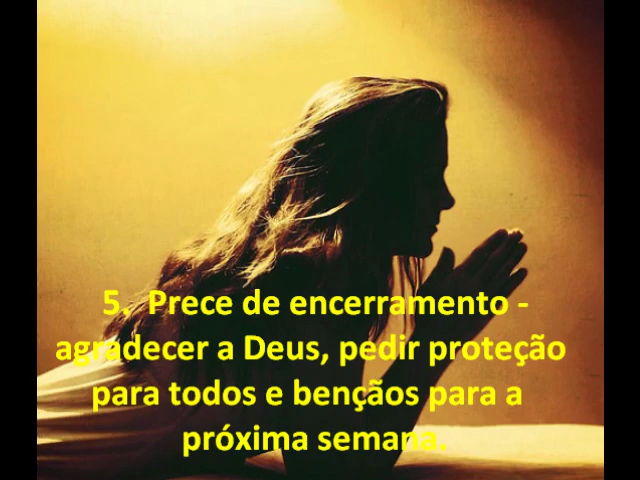 5.  Prece de encerramento -
agradecer a Deus, pedir proteção
para todos e bençãos para a
próxima semana.